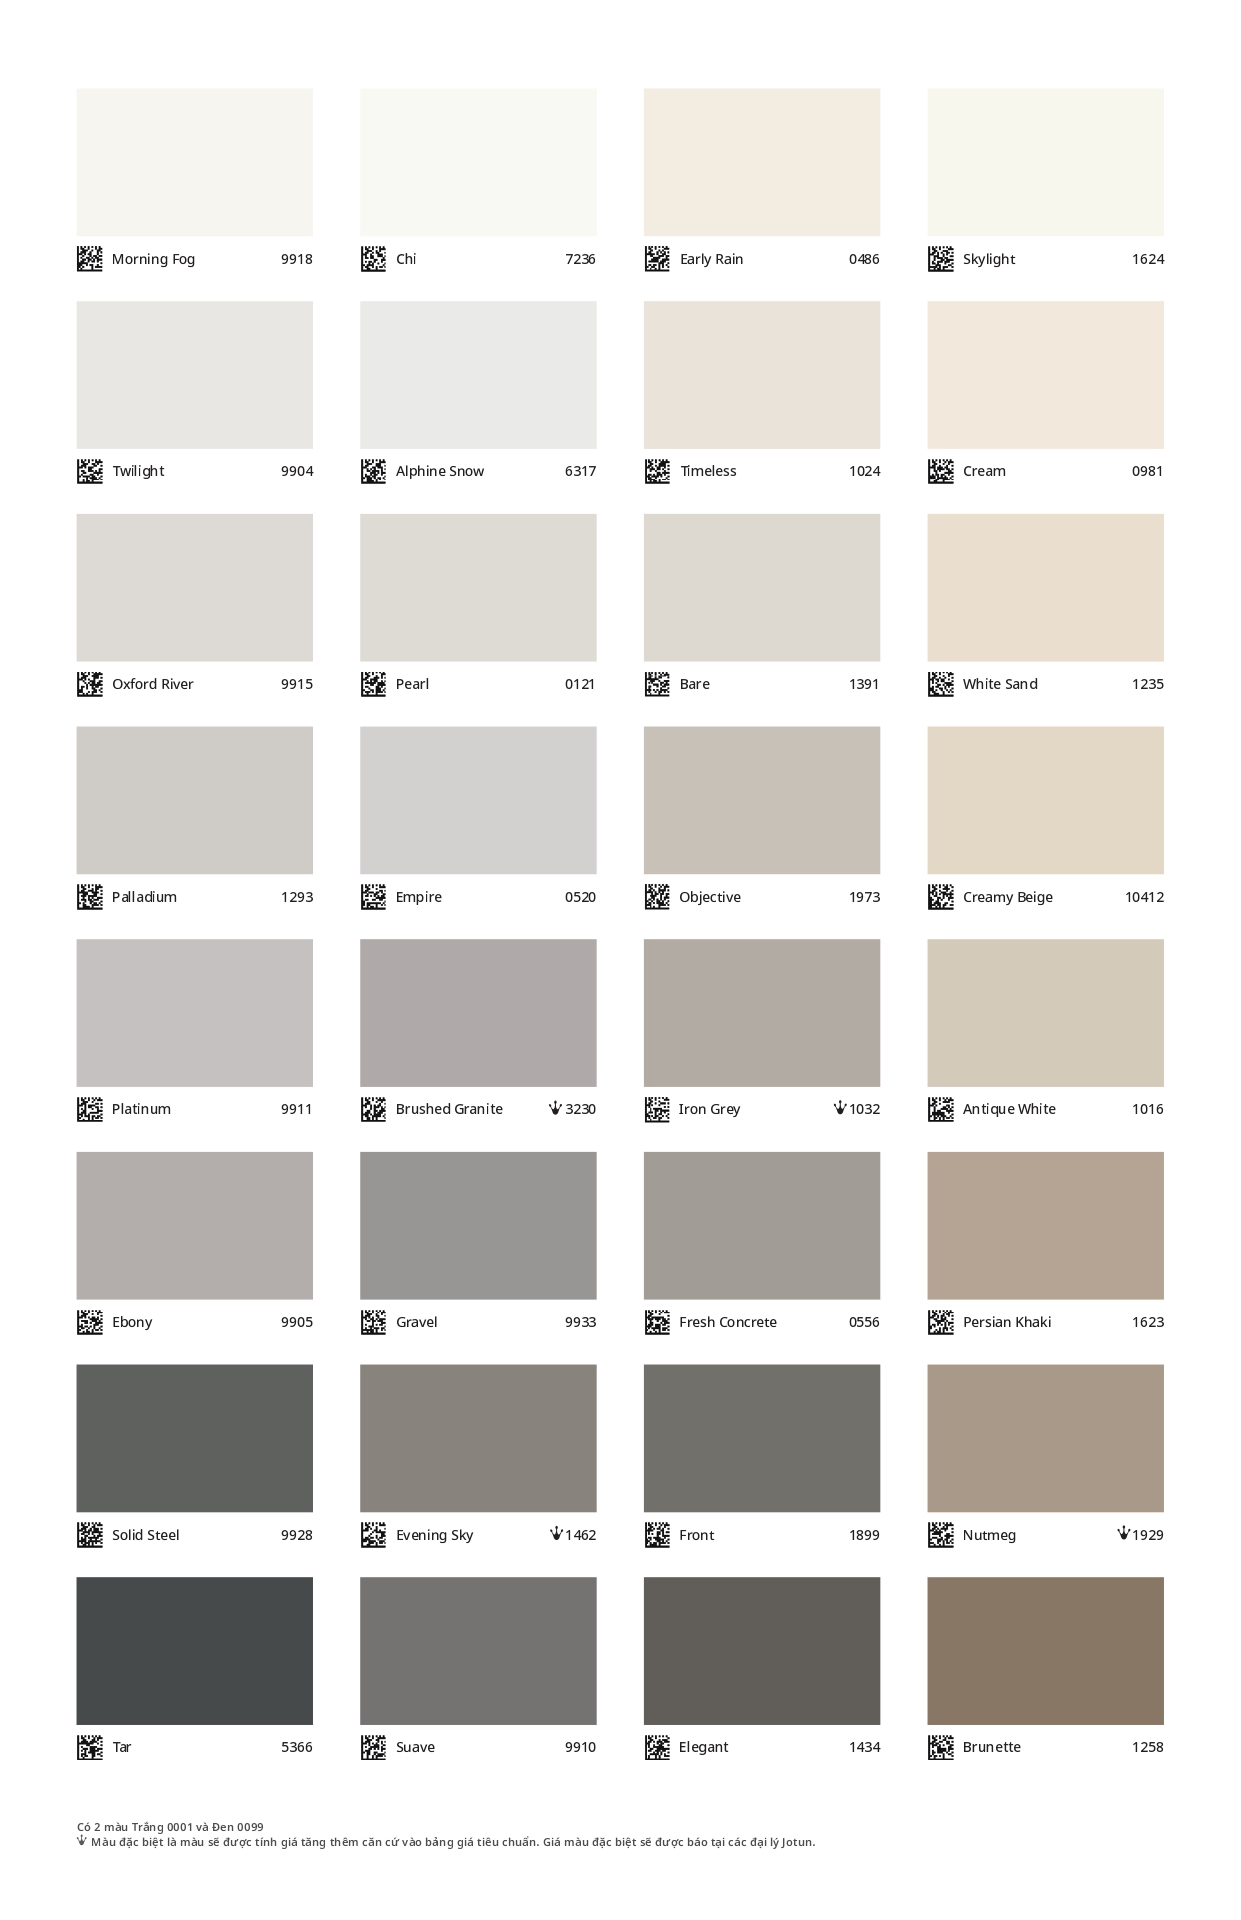 Morning Fog 9918 Chi 7236 Early Rain 0486 Skylight 1624
Twilight 9904 Alphine Snow 6317 Timeless 1024 Cream 0981
Oxford River 9915 Pearl 0121 Bare 1391 White Sand 1235
Palladium 1293 Empire 0520 Objective 1973 Creamy Beige 10412
Platinum 9911 Brushed Granite 3230 Iron Grey 1032 Antique White 1016
Ebony 9905 Gravel 9933 Fresh Concrete 0556 Persian Khaki 1623
Solid Steel 9928 Evening Sky 1462 Front 1899 Nutmeg 1929
Tar 5366 Suave 9910 Elegant 1434 Brunette 1258
Có 2 màu Trắng 0001 và Đen 0099
Màu đặc biệt là màu sẽ được tính giá tăng thêm căn cứ vào bảng giá tiêu chuẩn. Giá màu đặc biệt sẽ được báo tại các đại lý Jotun.